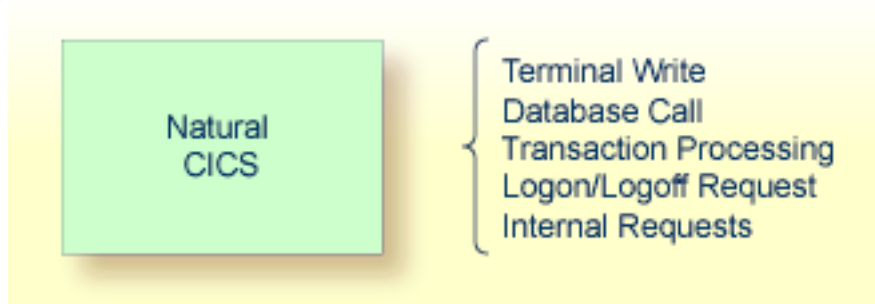 Natural
CICS
Terminal Write
Database Call
Transaction Processing
Logon/Logoff Request
Internal Requests